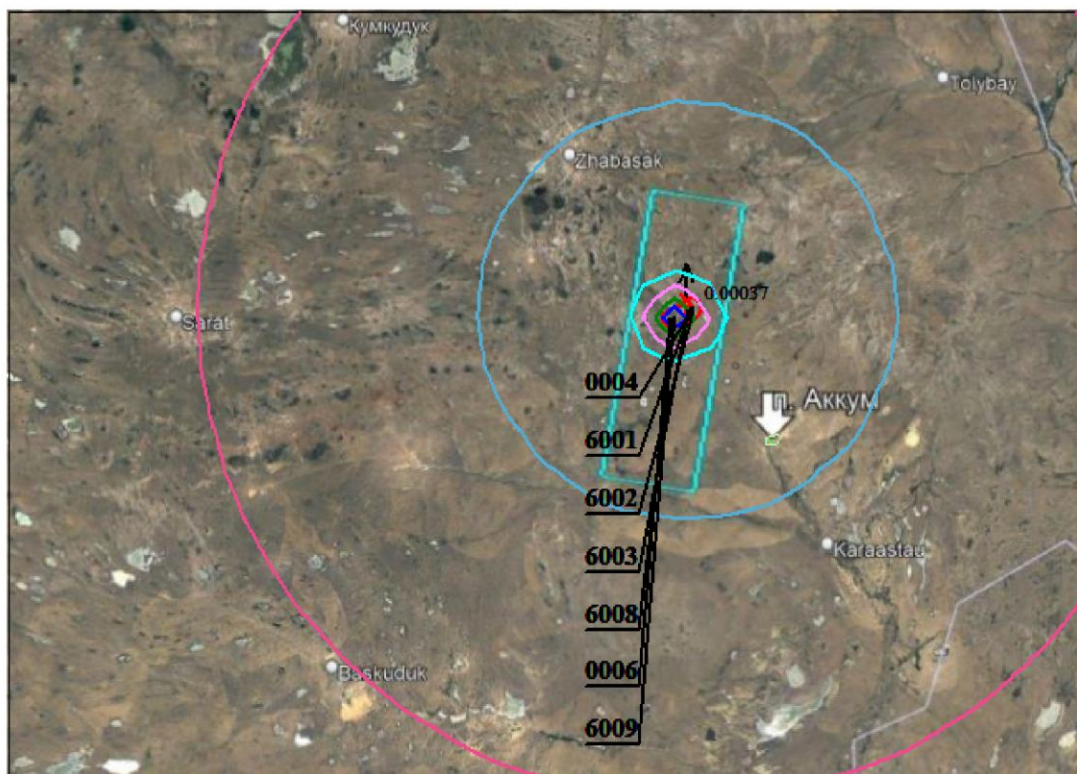 Кумкудук
Tolybay
Zhabasak
0.00037
Sarat
0004
п. Аккум
6001
6002
6003
Karaastau
6008
0006
Baskuduk
6009